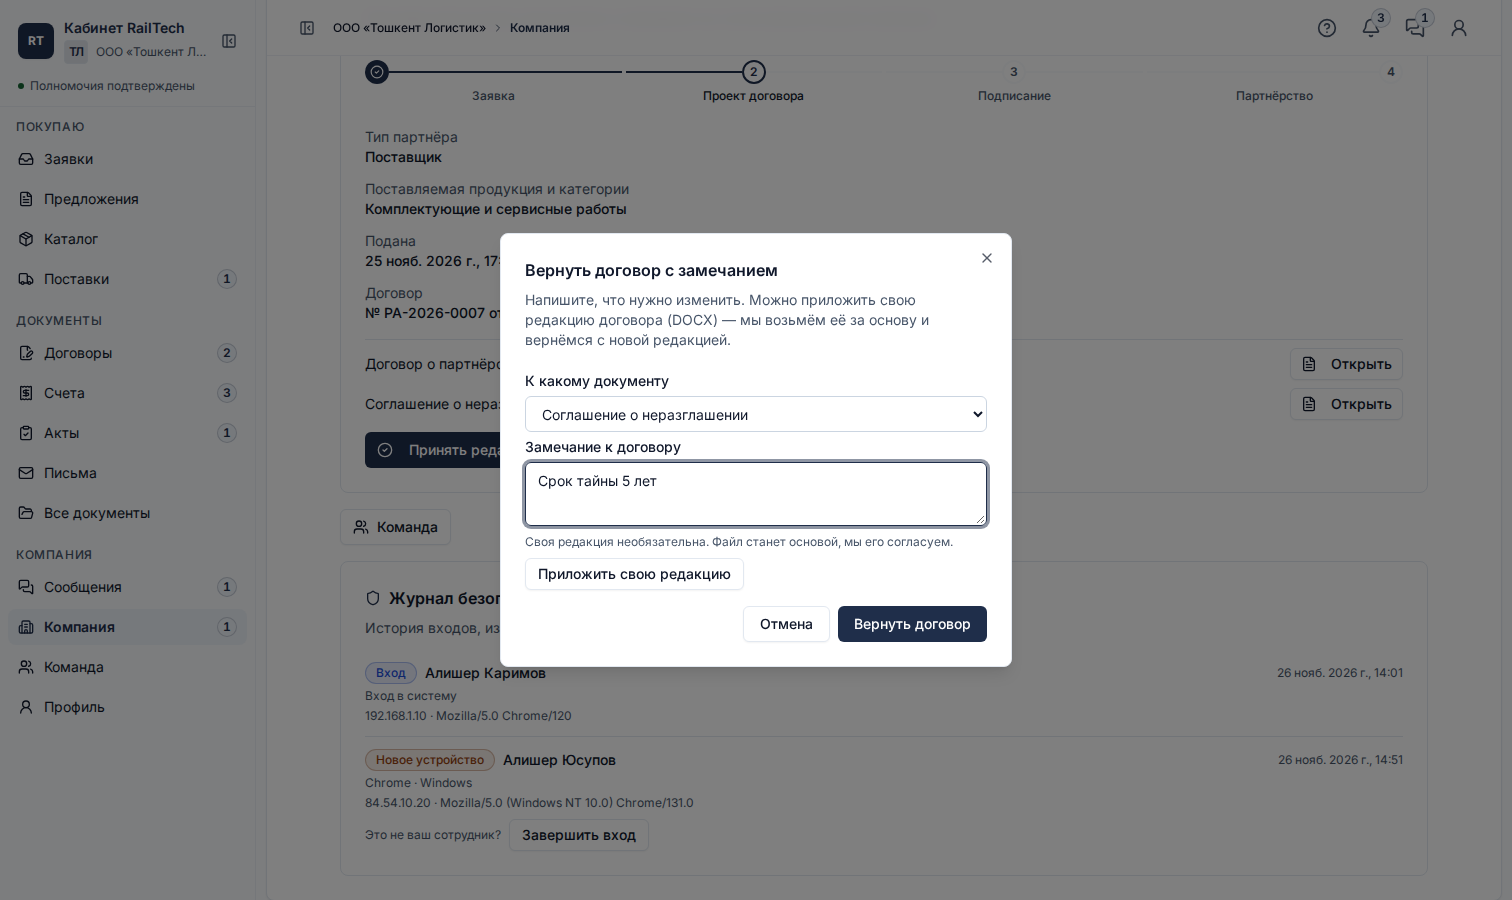 RT
Кабинет RailTech
ТЛ ООО «Тошкент Л...
Полномочия подтверждены
ПОКУПАЮ
Заявки
Предложения
Каталог
Поставки 1
ДОКУМЕНТЫ
Договоры 2
Счета 3
Акты 1
Письма
Все документы
КОМПАНИЯ
Сообщения 1
Компания 1
Команда
Профиль
ООО «Тошкент Логистик» > Компания
3
1
2 3 4
Заявка Проект договора Подписание Партнёрство
Тип партнёра
Поставщик
Поставляемая продукция и категории
Комплектующие и сервисные работы
Подана
25 нояб. 2026 г., 17:
Договор
№ PA-2026-0007 от
Договор о партнёрс
Открыть
Соглашение о нераз
Открыть
Принять реда
Команда
Журнал безоп
История входов, из
Вход Алишер Каримов 26 нояб. 2026 г., 14:01
Вход в систему
192.168.1.10 · Mozilla/5.0 Chrome/120
Новое устройство Алишер Юсупов 26 нояб. 2026 г., 14:51
Chrome · Windows
84.54.10.20 · Mozilla/5.0 (Windows NT 10.0) Chrome/131.0
Это не ваш сотрудник? Завершить вход
Вернуть договор с замечанием
Напишите, что нужно изменить. Можно приложить свою
редакцию договора (DOCX) — мы возьмём её за основу и
вернёмся с новой редакцией.
К какому документу
Соглашение о неразглашении
Замечание к договору
Срок тайны 5 лет
Своя редакция необязательна. Файл станет основой, мы его согласуем.
Приложить свою редакцию
Отмена Вернуть договор